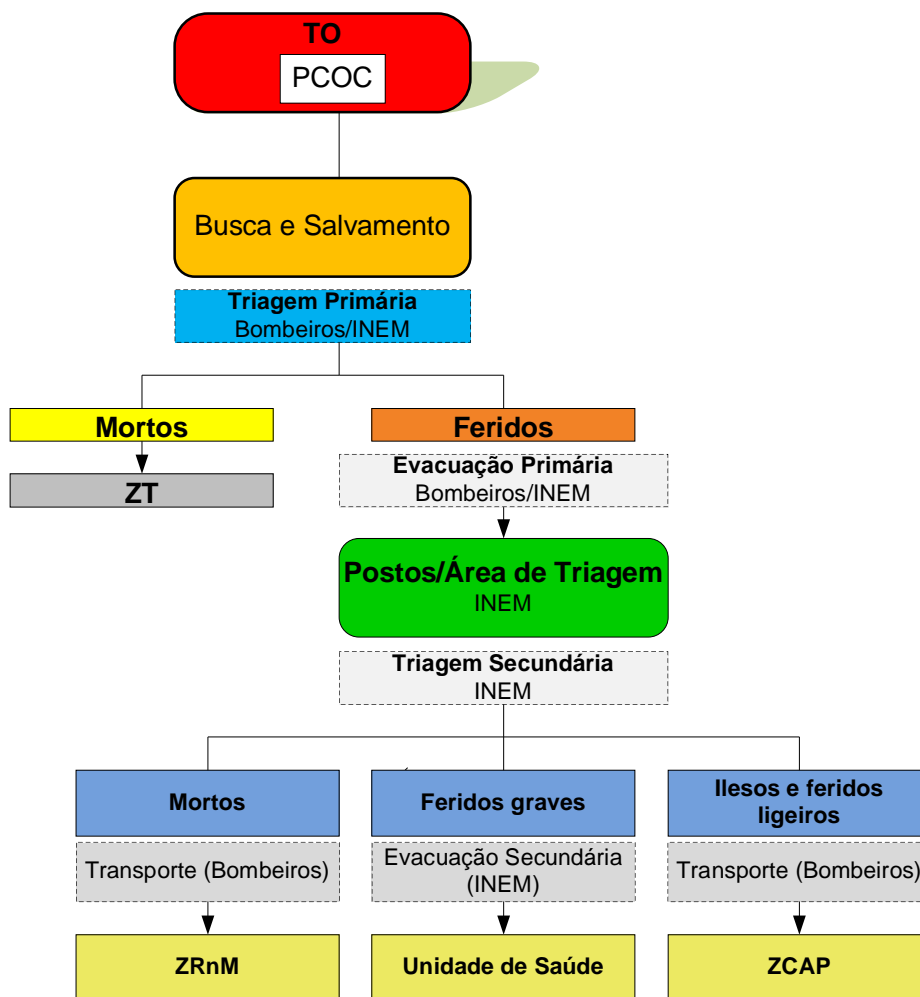 TO
PCOC
Busca e Salvamento
Triagem Primária
Bombeiros/INEM
Mortos
Feridos
ZT
Evacuação Primária
Bombeiros/INEM
Postos/Área de Triagem
INEM
Triagem Secundária
INEM
Mortos
Feridos graves
Ilesos e feridos
ligeiros
Transporte (Bombeiros)
Evacuação Secundária
(INEM)
Transporte (Bombeiros)
ZRnM
Unidade de Saúde
ZCAP